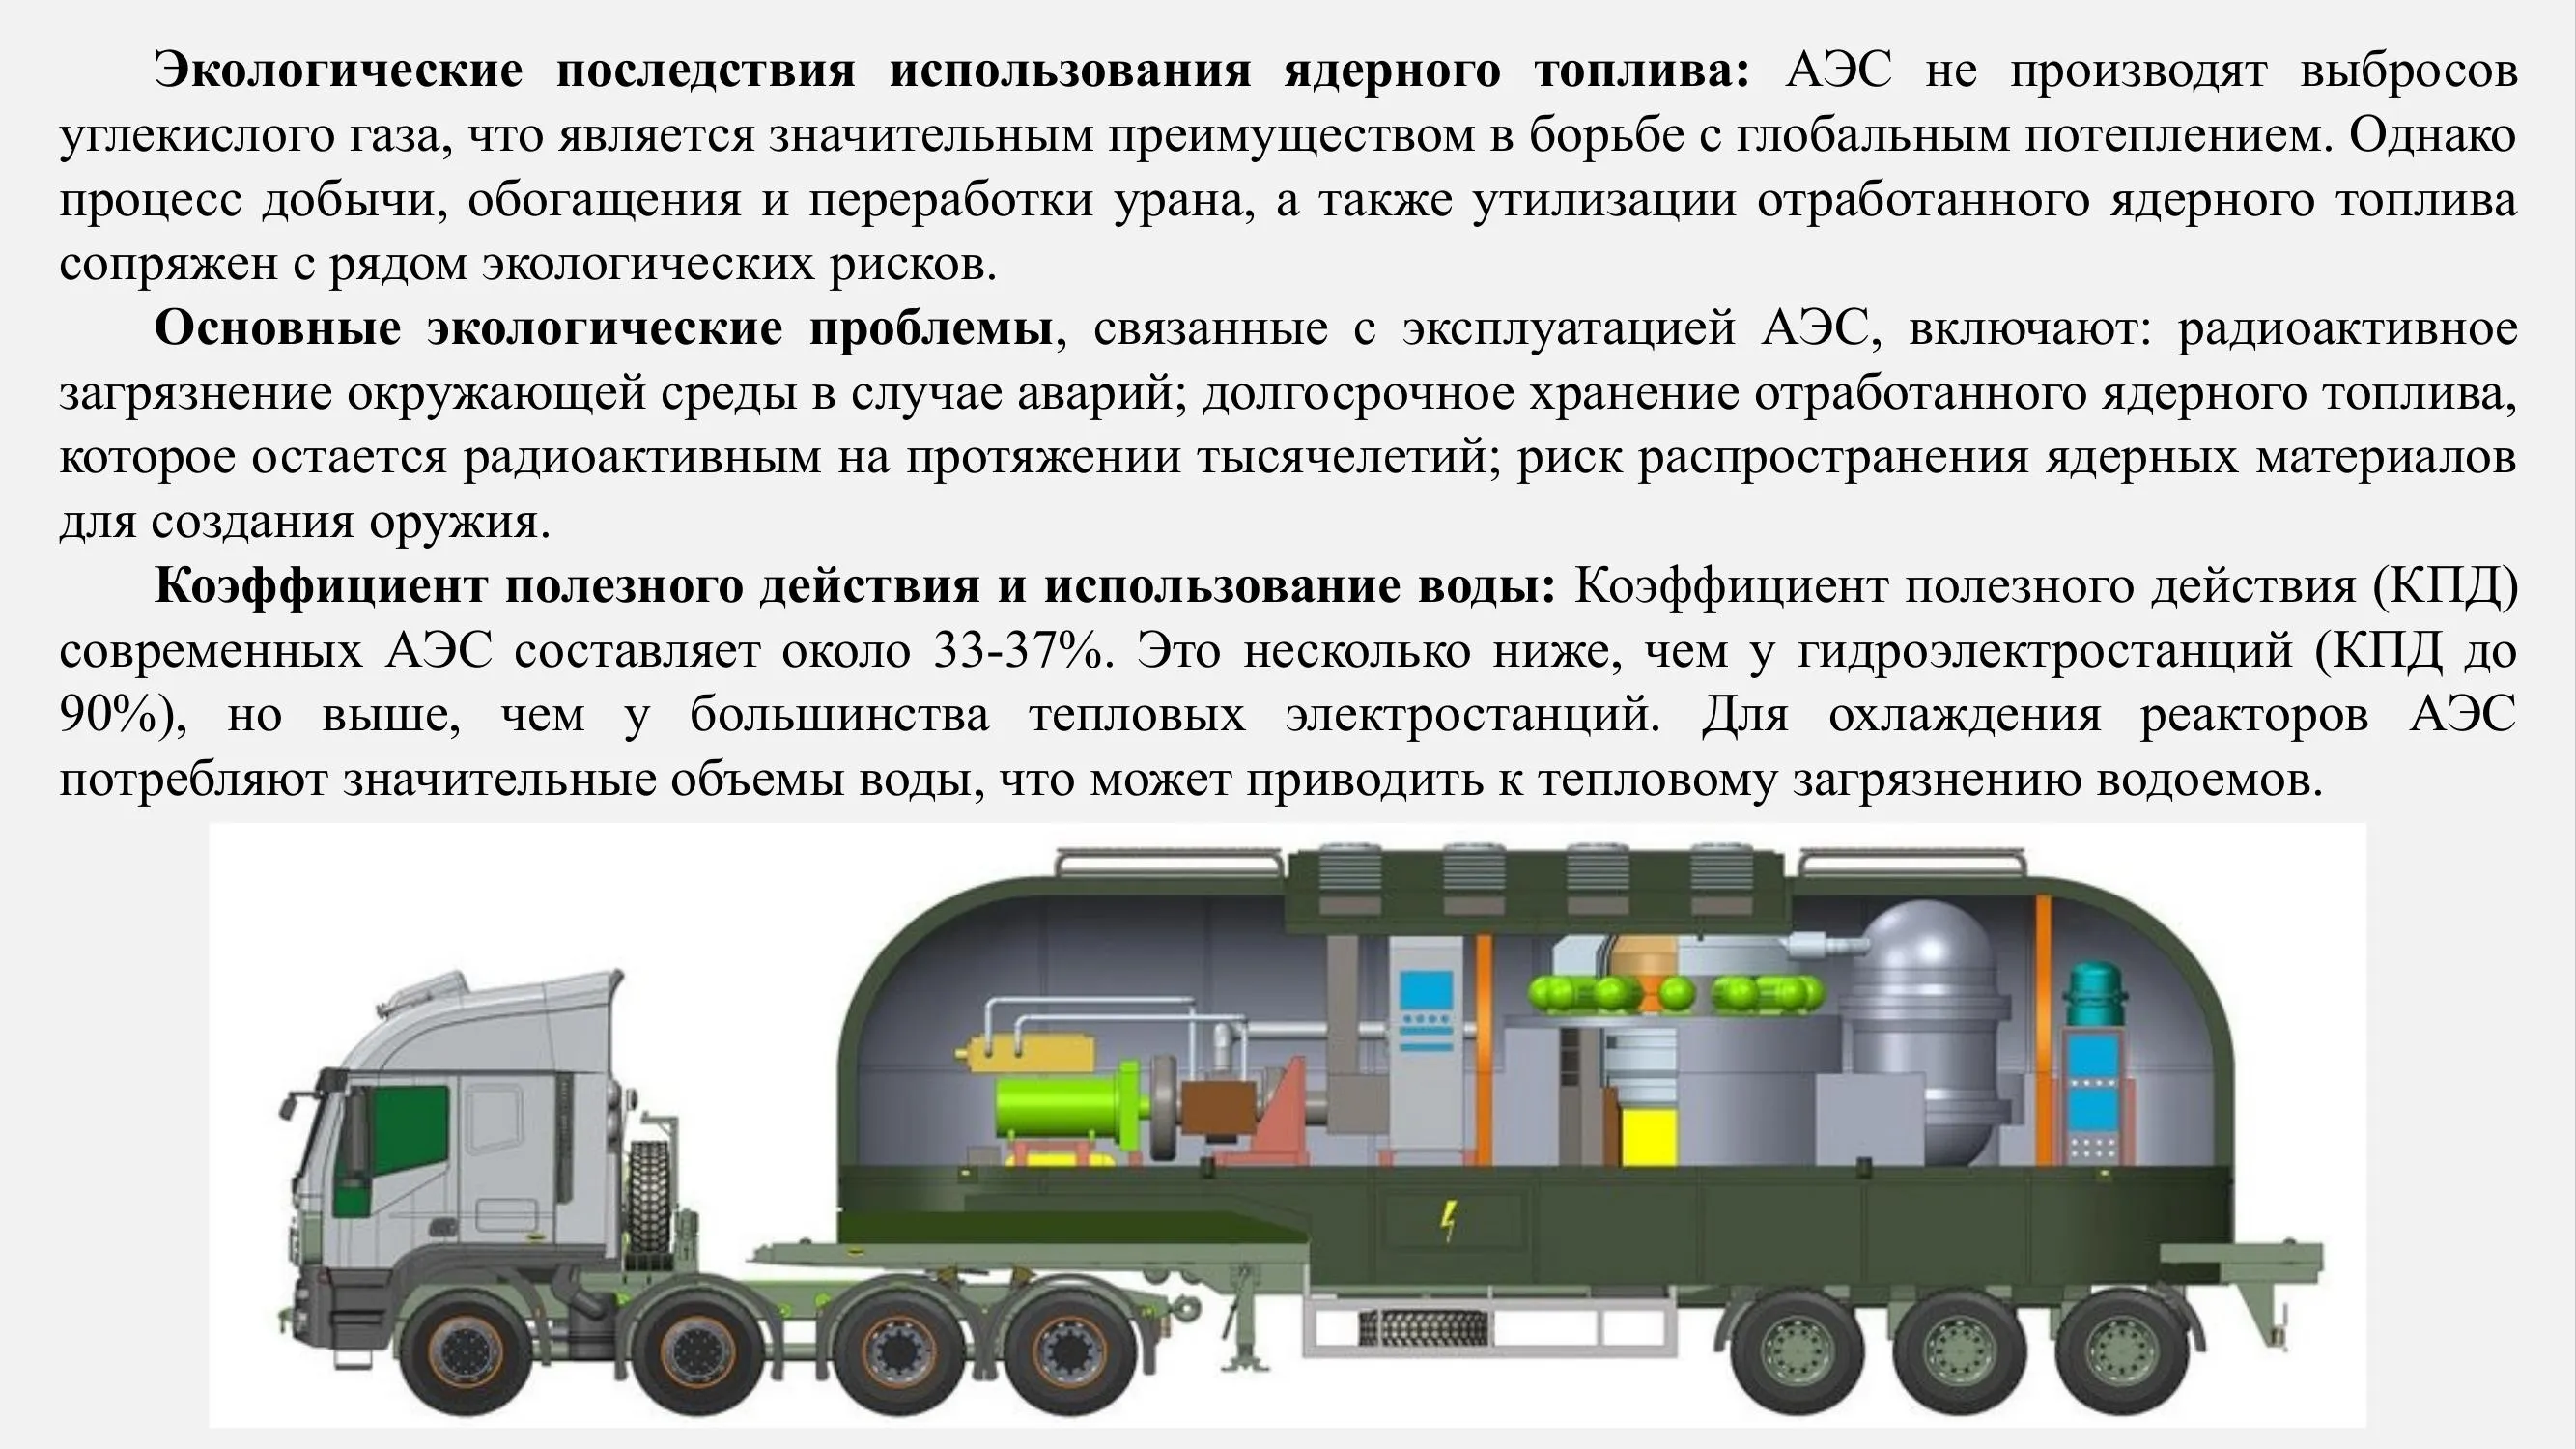 Экологические последствия использования ядерного топлива: АЭС не производят выбросов
углекислого газа, что является значительным преимуществом в борьбе с глобальным потеплением. Однако
процесс добычи, обогащения и переработки урана, а также утилизации отработанного ядерного топлива
сопряжен с рядом экологических рисков.
Основные экологические проблемы, связанные с эксплуатацией АЭС, включают: радиоактивное
загрязнение окружающей среды в случае аварий; долгосрочное хранение отработанного ядерного топлива,
которое остается радиоактивным на протяжении тысячелетий; риск распространения ядерных материалов
для создания оружия.
Коэффициент полезного действия и использование воды: Коэффициент полезного действия (КПД)
современных АЭС составляет около 33-37%. Это несколько ниже, чем у гидроэлектростанций (КПД до
90%), но выше, чем у большинства тепловых электростанций. Для охлаждения реакторов АЭС
потребляют значительные объемы воды, что может приводить к тепловому загрязнению водоемов.